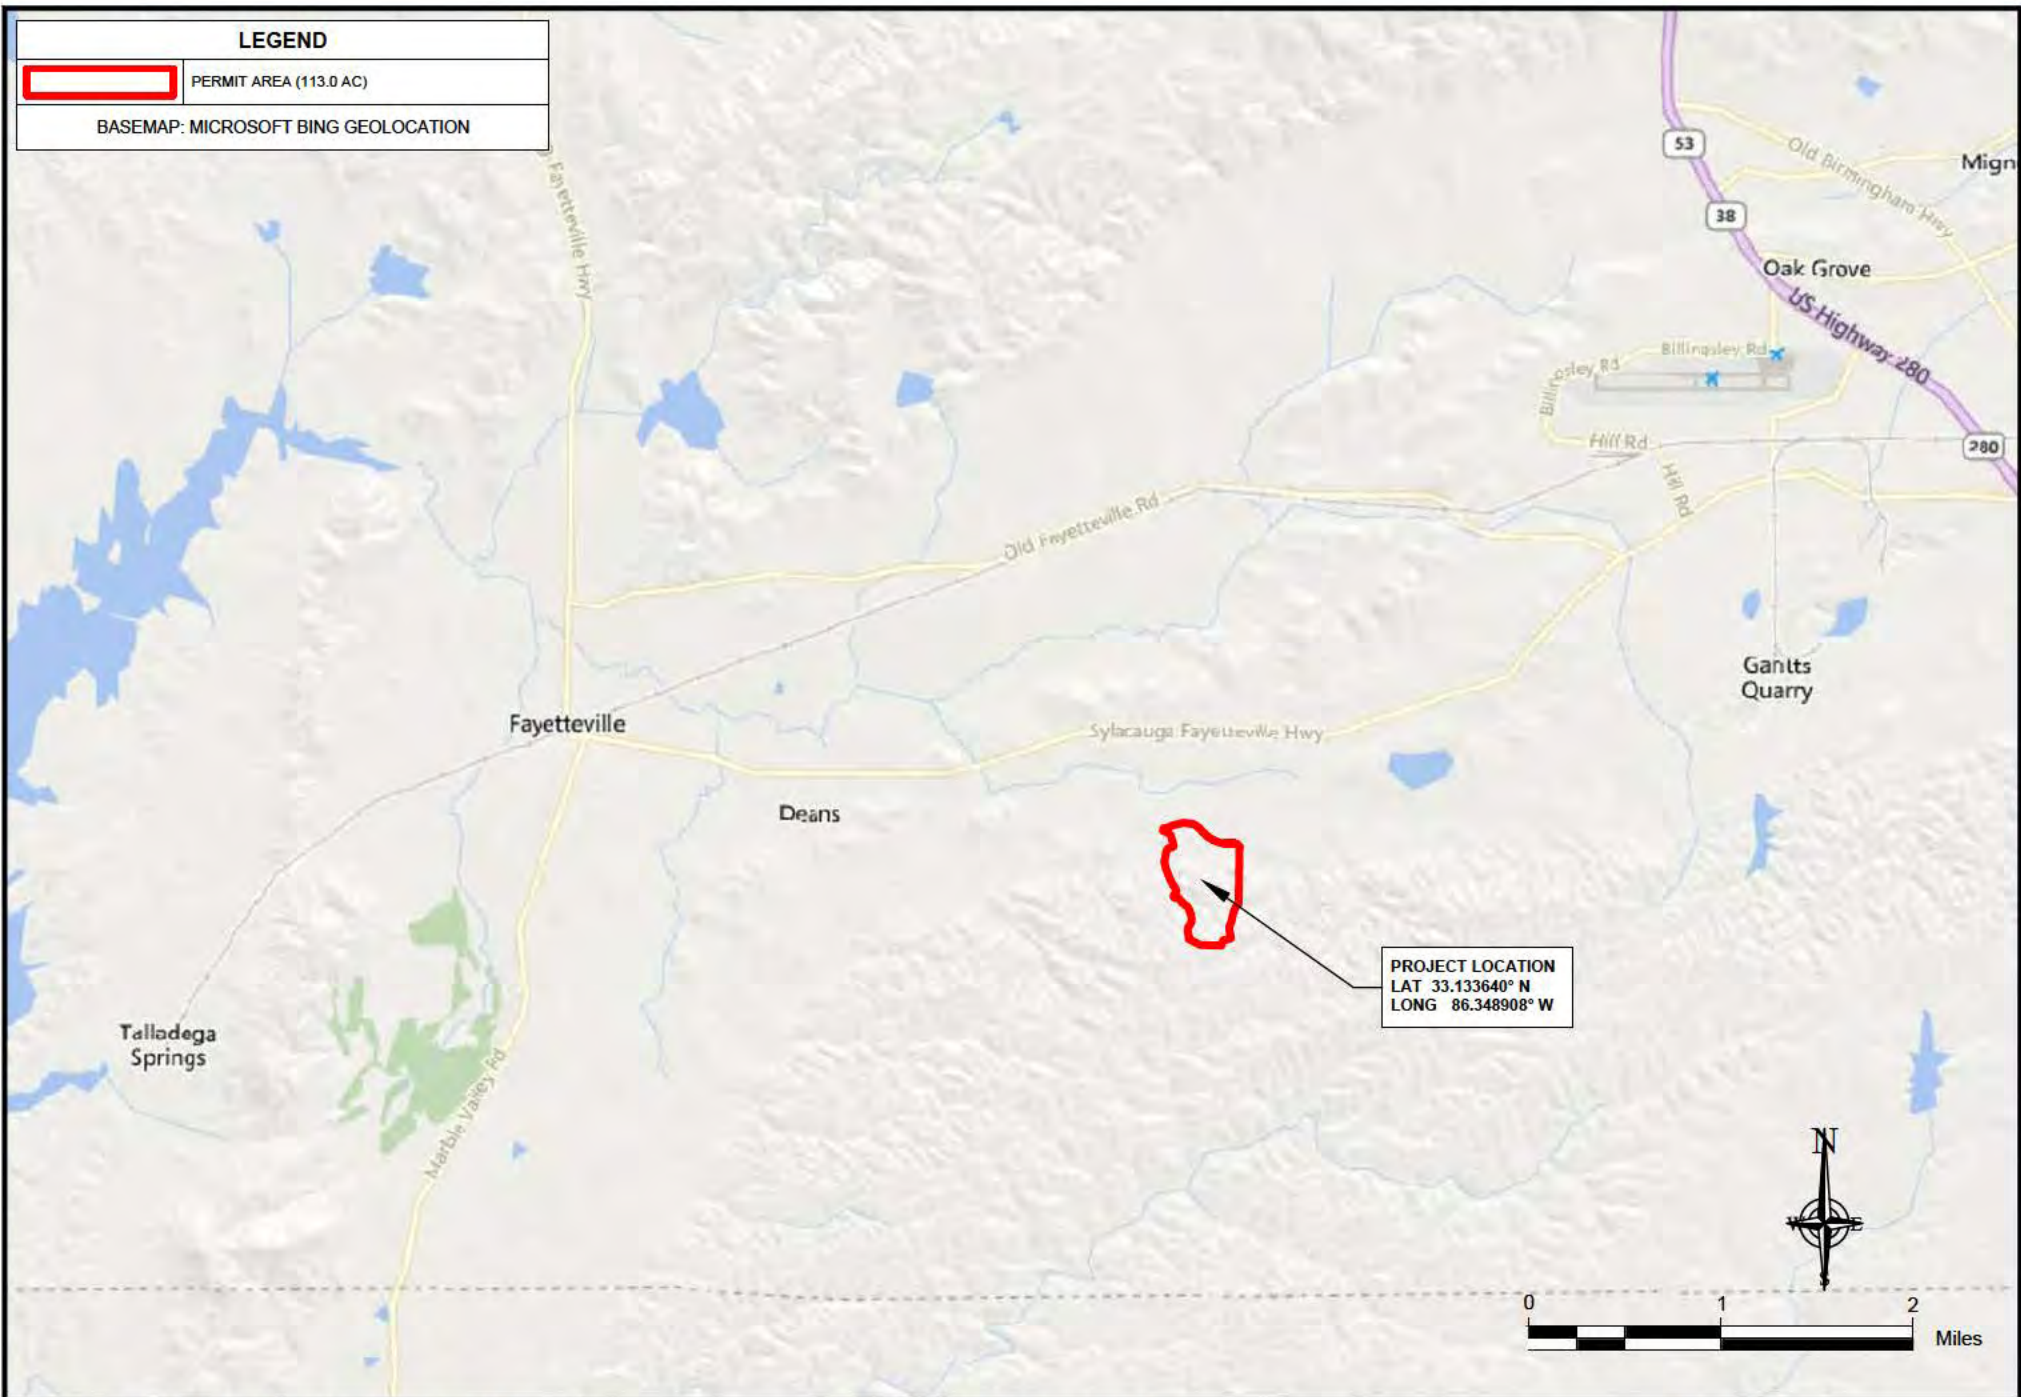 LEGEND
PERMIT AREA (113.0 AC)
BASEMAP: MICROSOFT BING GEOLOCATION
Fayetteville Hwy
53
Old Birmingham Hwy
Mign
38
Oak Grove
US Highway 280
Billingsley Rd
Billingsley Rd
Hill Rd
280
Hill Rd
Old Fayetteville Rd
Gantts
Quarry
Fayetteville
Sylacauga Fayetteville Hwy
Deans
PROJECT LOCATION
LAT 33.133640° N
LONG 86.348908° W
Talladega
Springs
Marble Valley Rd
N
W E
S
0 1 2
Miles